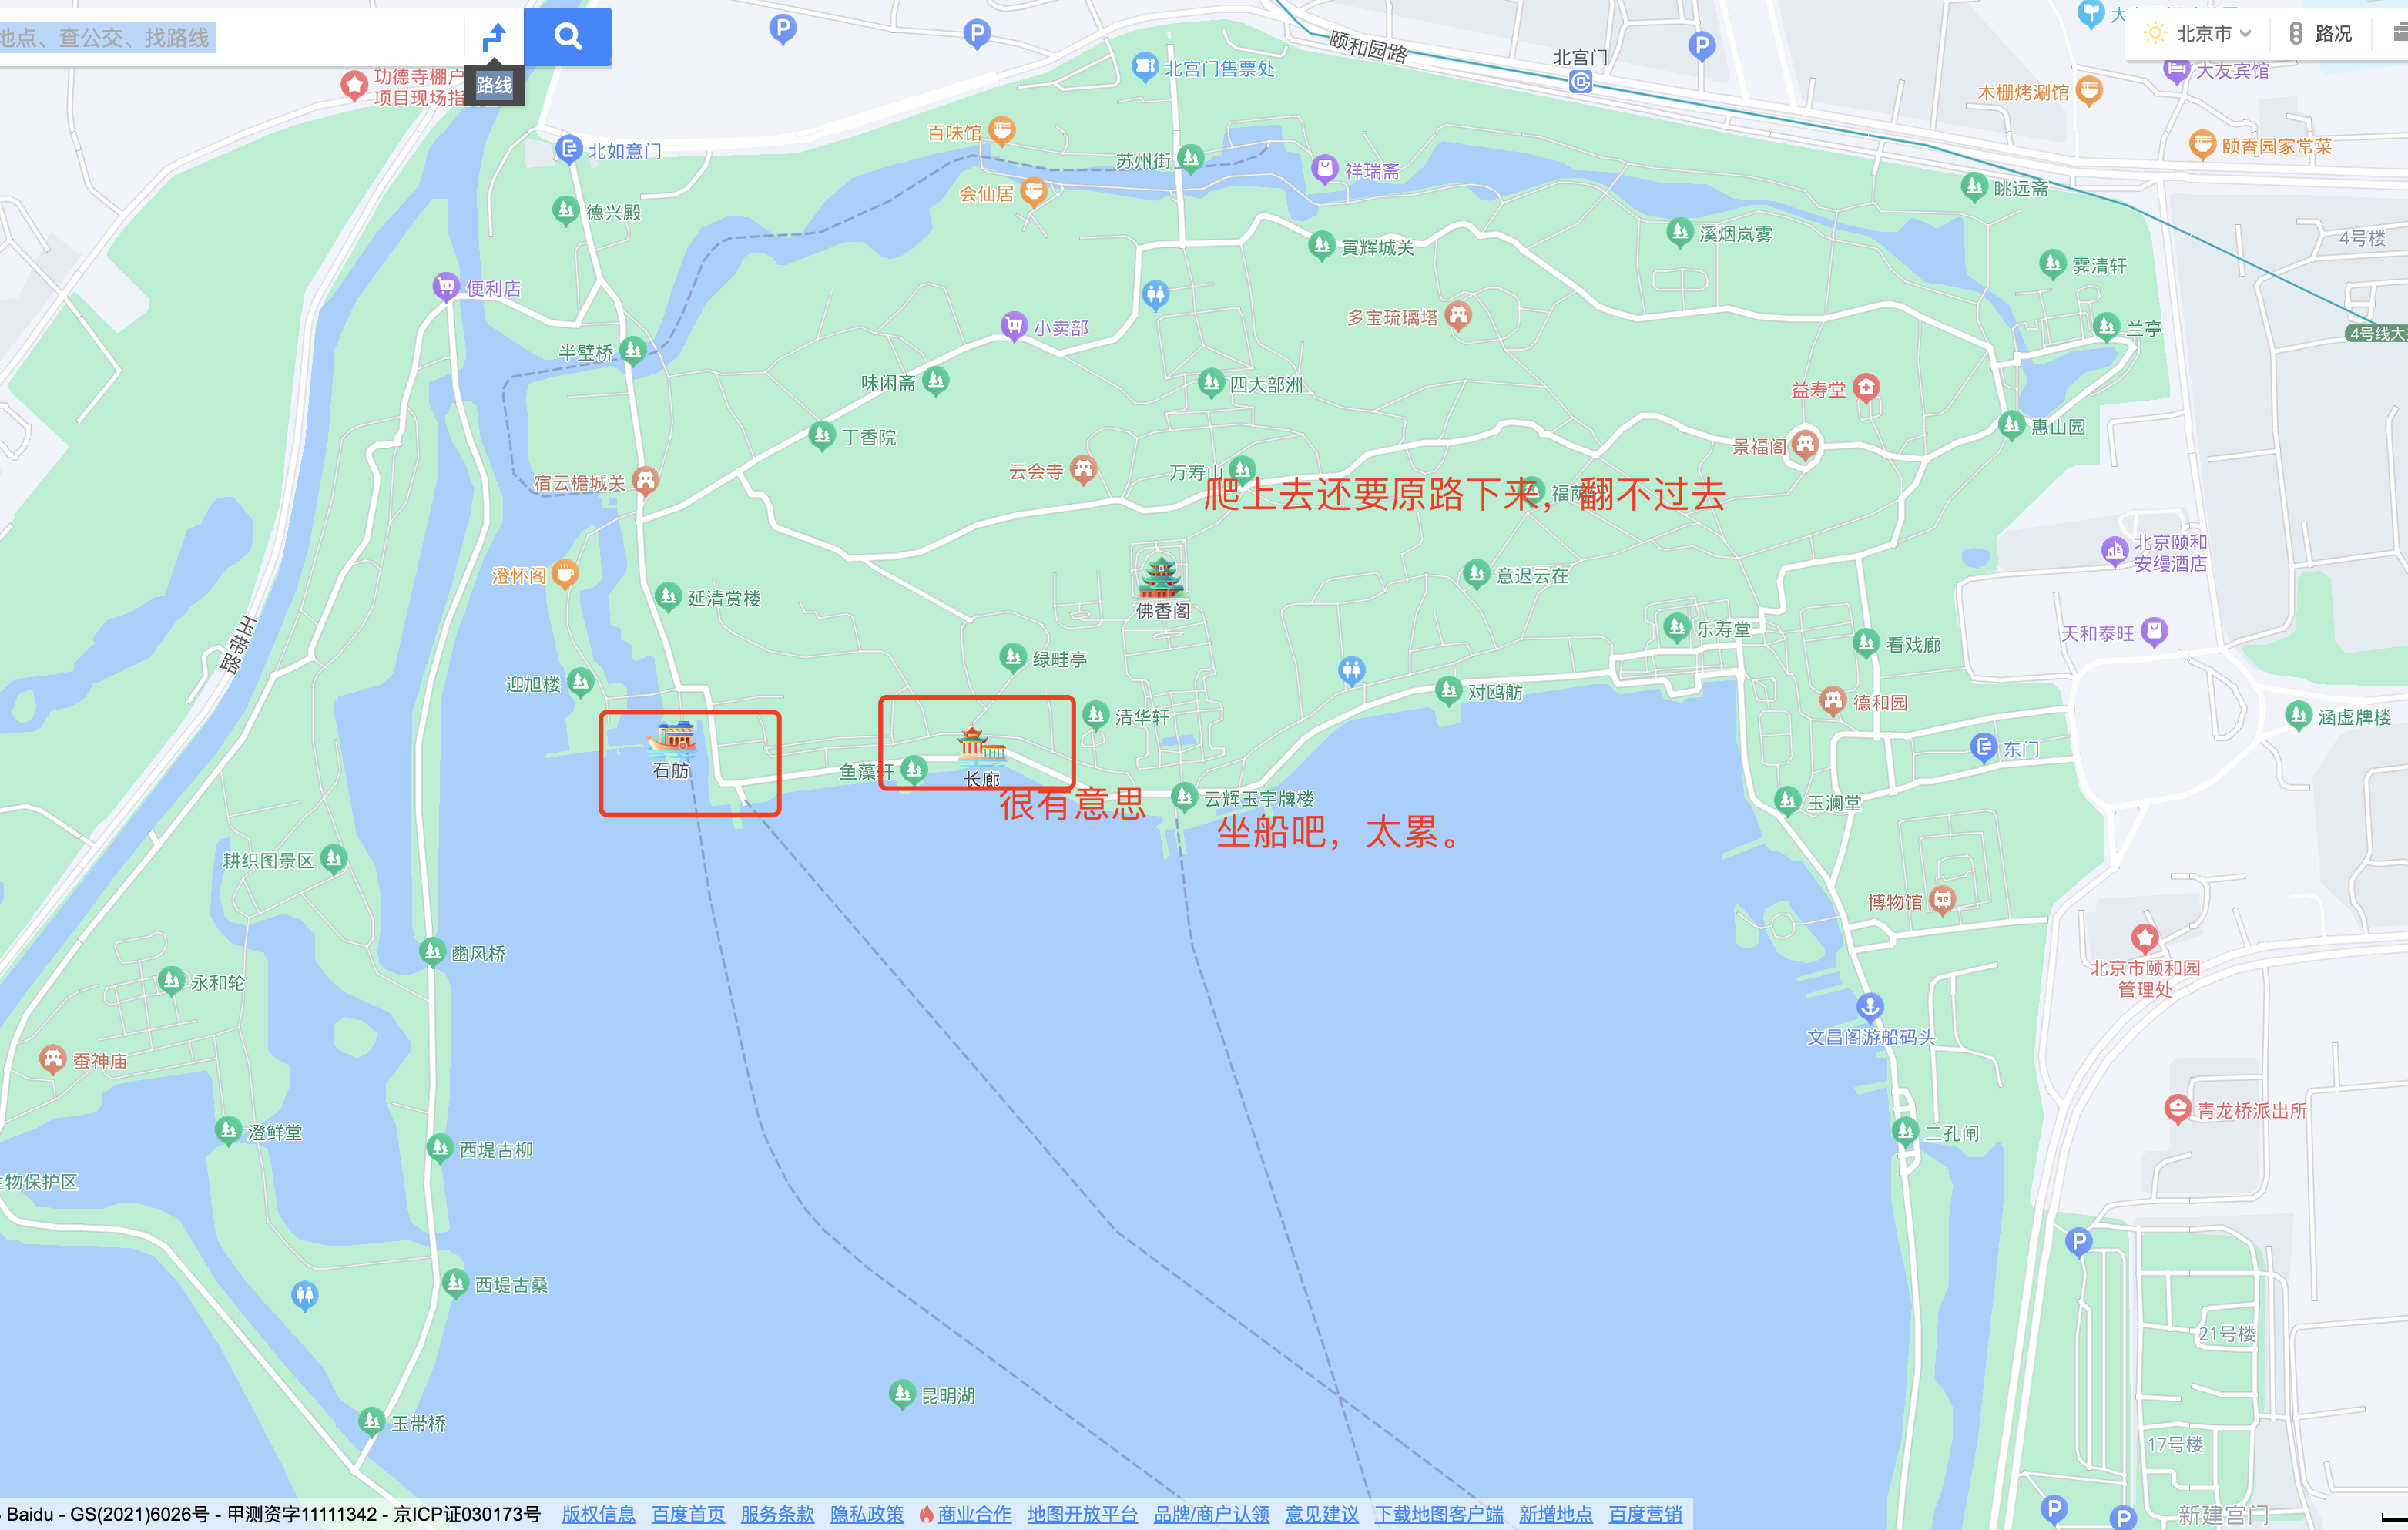 地点、查公交、找路线
路线
北京市
路况
功德寺棚户
项目现场指
北宫门售票处
颐和园路
北宫门
大友宾馆
木栅烤涮馆
颐香园家常菜
北如意门
百味馆
苏州街
祥瑞斋
会仙居
眺远斋
德兴殿
寅辉城关
溪烟岚雾
4号楼
霁清轩
便利店
小卖部
多宝琉璃塔
兰亭
4号线大
半壁桥
味闲斋
四大部洲
益寿堂
丁香院
景福阁
惠山园
云会寺
万寿山
宿云檐城关
福荫
爬上去还要原路下来，翻不过去
北京颐和
安缦酒店
澄怀阁
延清赏楼
佛香阁
意迟云在
玉泉山路
乐寿堂
看戏廊
天和泰旺
绿畦亭
迎旭楼
对鸥舫
德和园
清华轩
涵虚牌楼
东门
石舫
鱼藻轩
长廊
云辉玉宇牌楼
玉澜堂
很有意思
坐船吧，太累。
耕织图景区
博物馆
豳风桥
北京市颐和园
管理处
永和轮
文昌阁游船码头
蚕神庙
青龙桥派出所
澄鲜堂
西堤古柳
二孔闸
生物保护区
西堤古桑
21号楼
昆明湖
玉带桥
17号楼
新建宫门
Baidu - GS(2021)6026号 - 甲测资字11111342 - 京ICP证030173号 版权信息 百度首页 服务条款 隐私政策 商业合作 地图开放平台 品牌/商户认领 意见建议 下载地图客户端 新增地点 百度营销